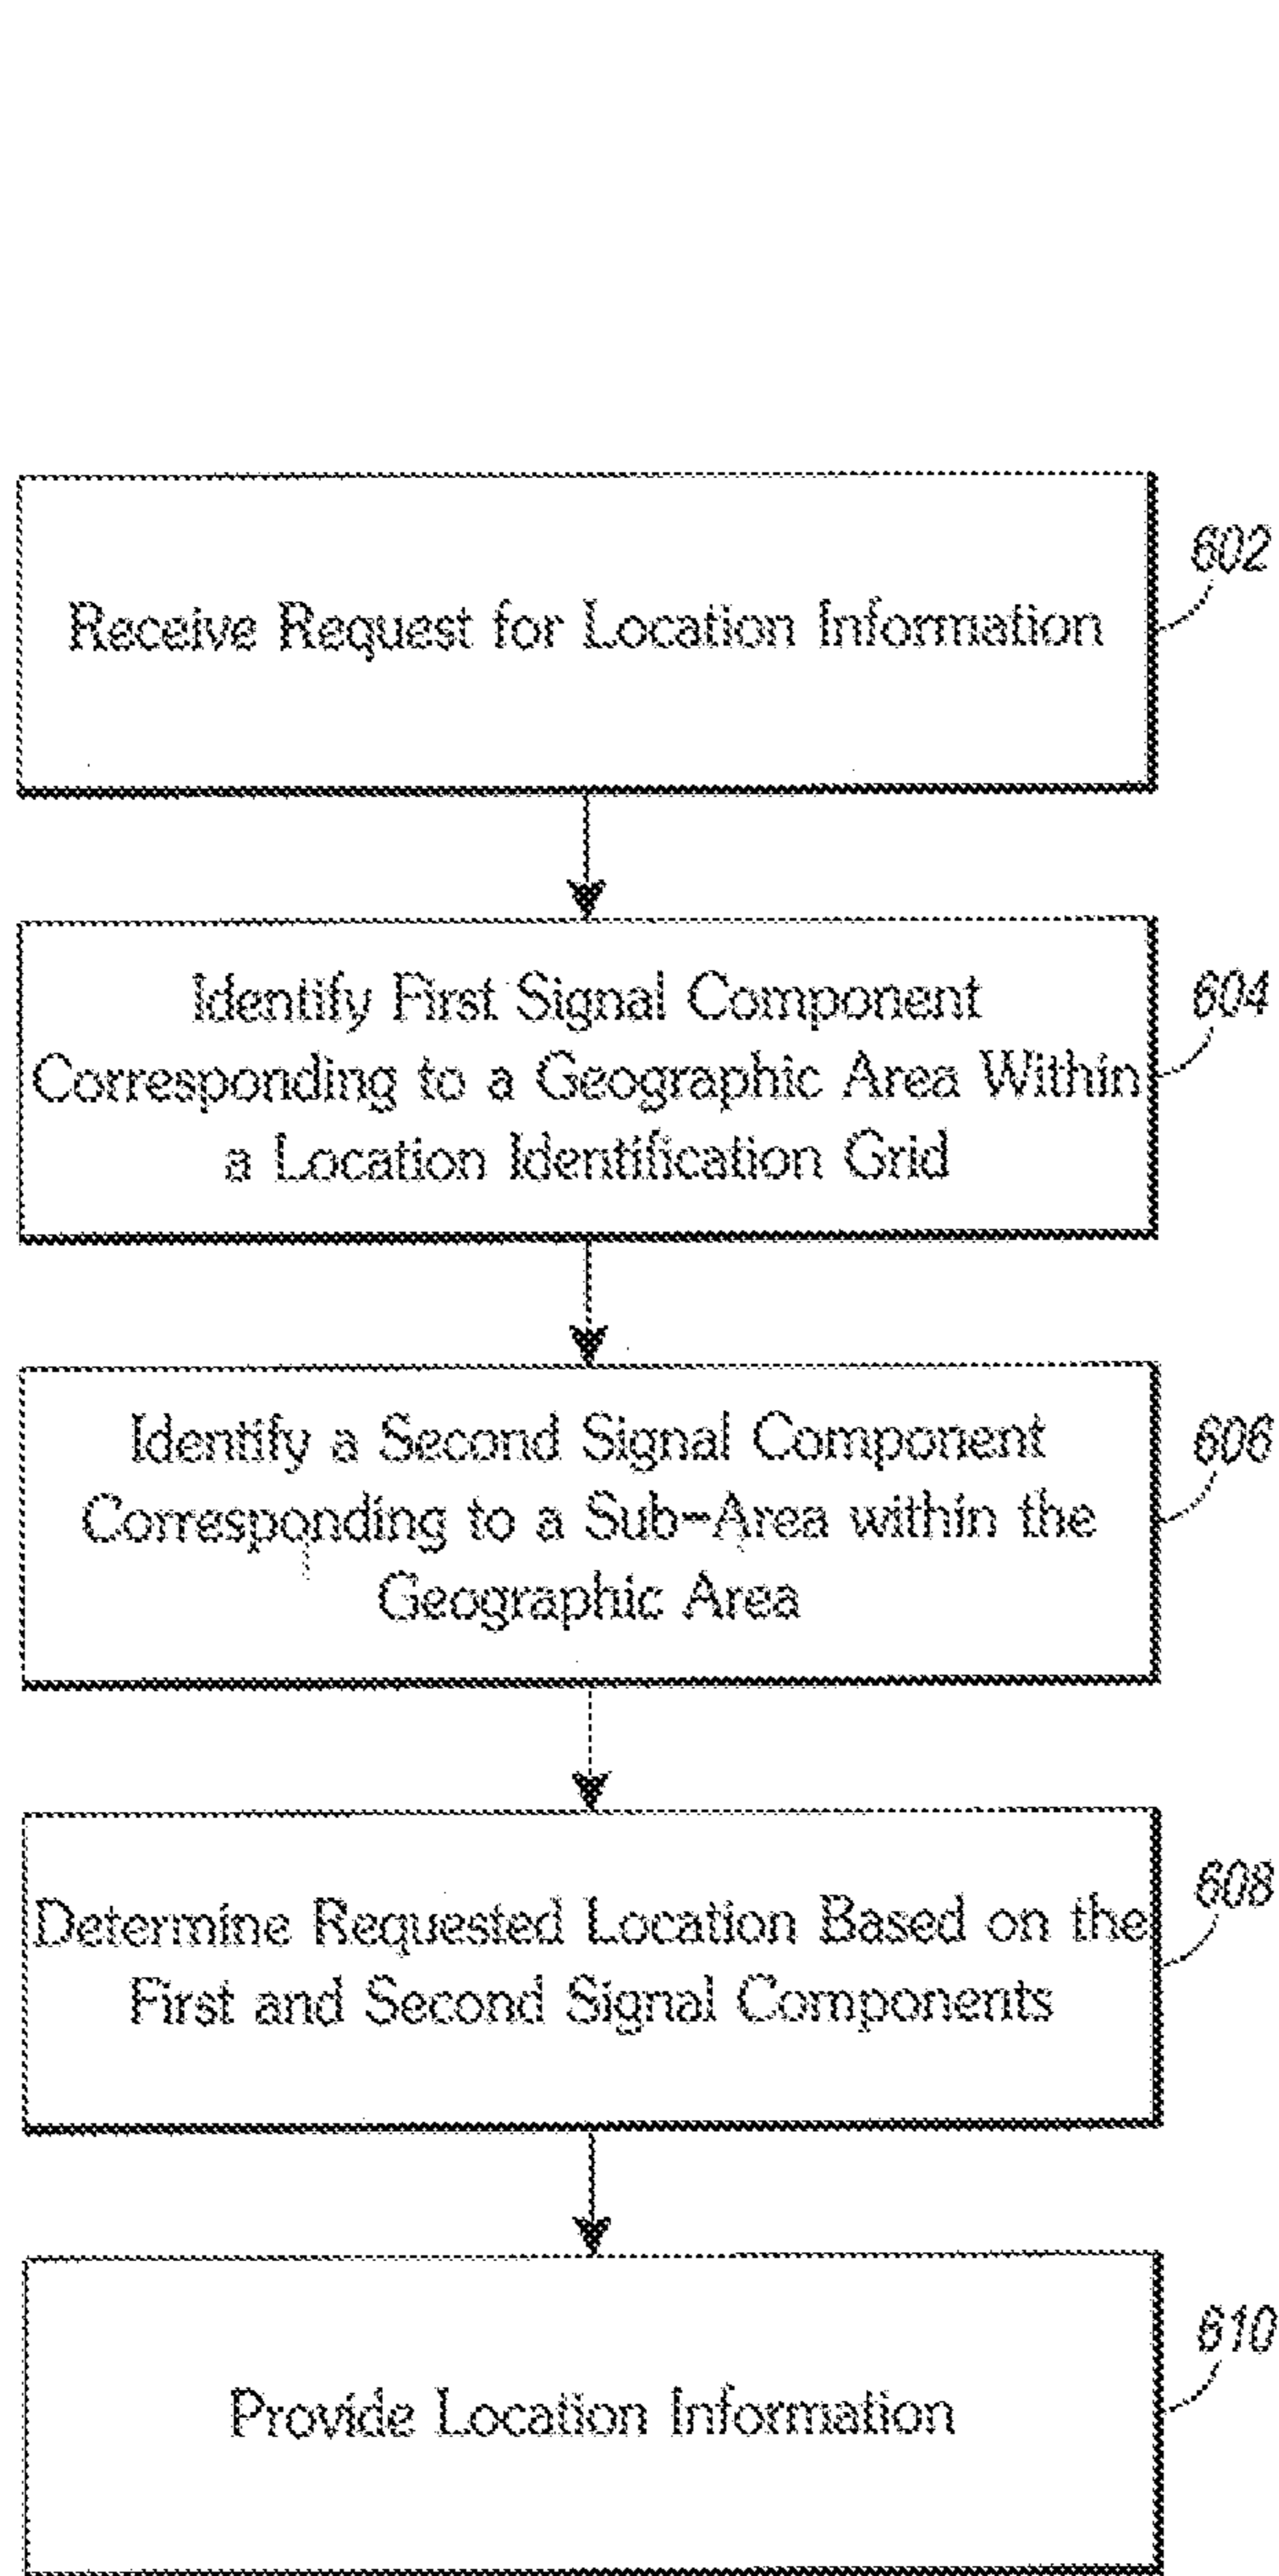 Receive Request for Location Information
602
Identify First Signal Component
Corresponding to a Geographic Area Within
a Location Identification Grid
604
Identify a Second Signal Component
Corresponding to a Sub-Area within the
Geographic Area
606
Determine Requested Location Based on the
First and Second Signal Components
608
Provide Location Information
610